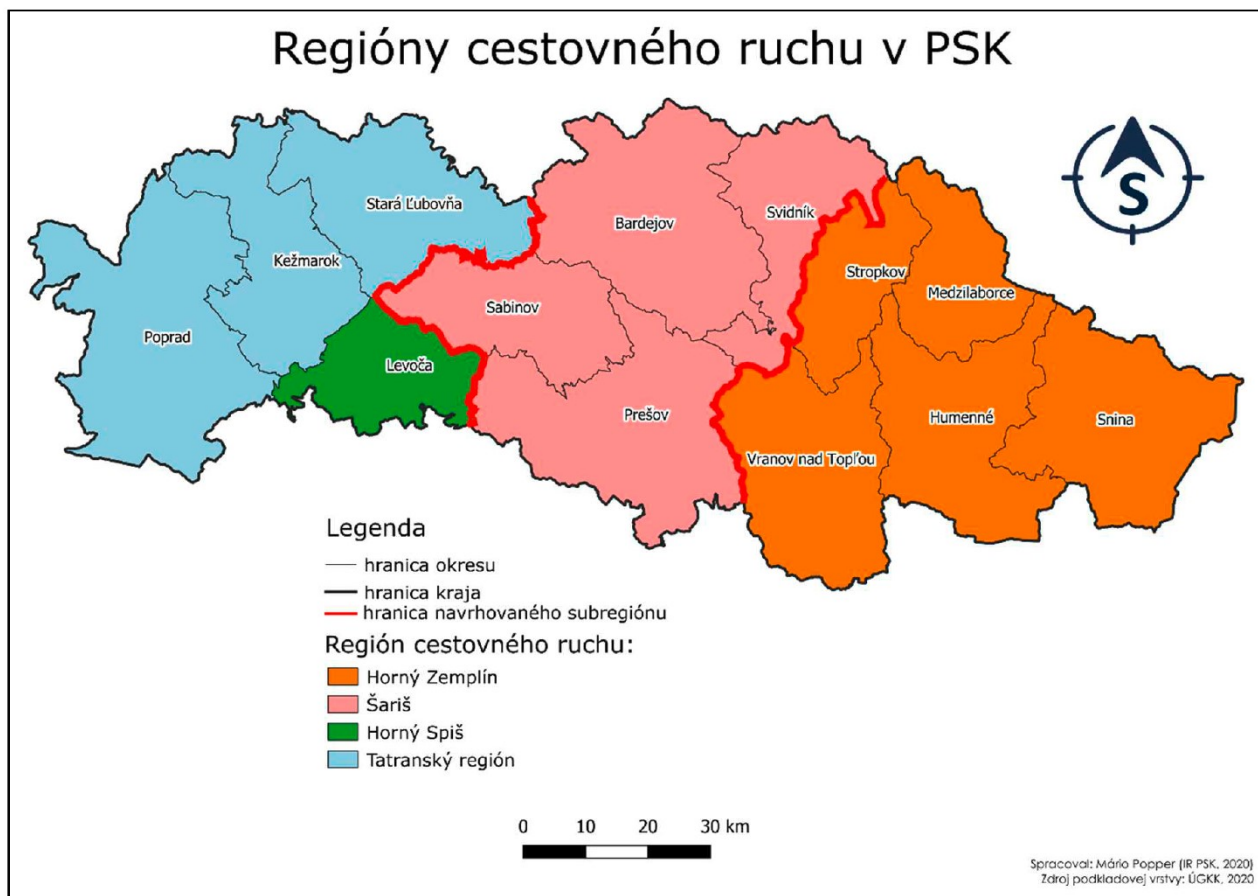 Regióny cestovného ruchu v PSK
S
Stará Ľubovňa
Bardejov
Svidník
Kežmarok
Stropkov
Medzilaborce
Sabinov
Poprad
Levoča
Prešov
Humenné
Snina
Vranov nad Topľou
Legenda
hranica okresu
hranica kraja
hranica navrhovaného subregiónu
Región cestovného ruchu:
Horný Zemplín
Šariš
Horný Spiš
Tatranský región
0 10 20 30 km
Spracoval: Mário Popper (IR PSK, 2020)
Zdroj podkladovej vrstvy: ÚGKK, 2020